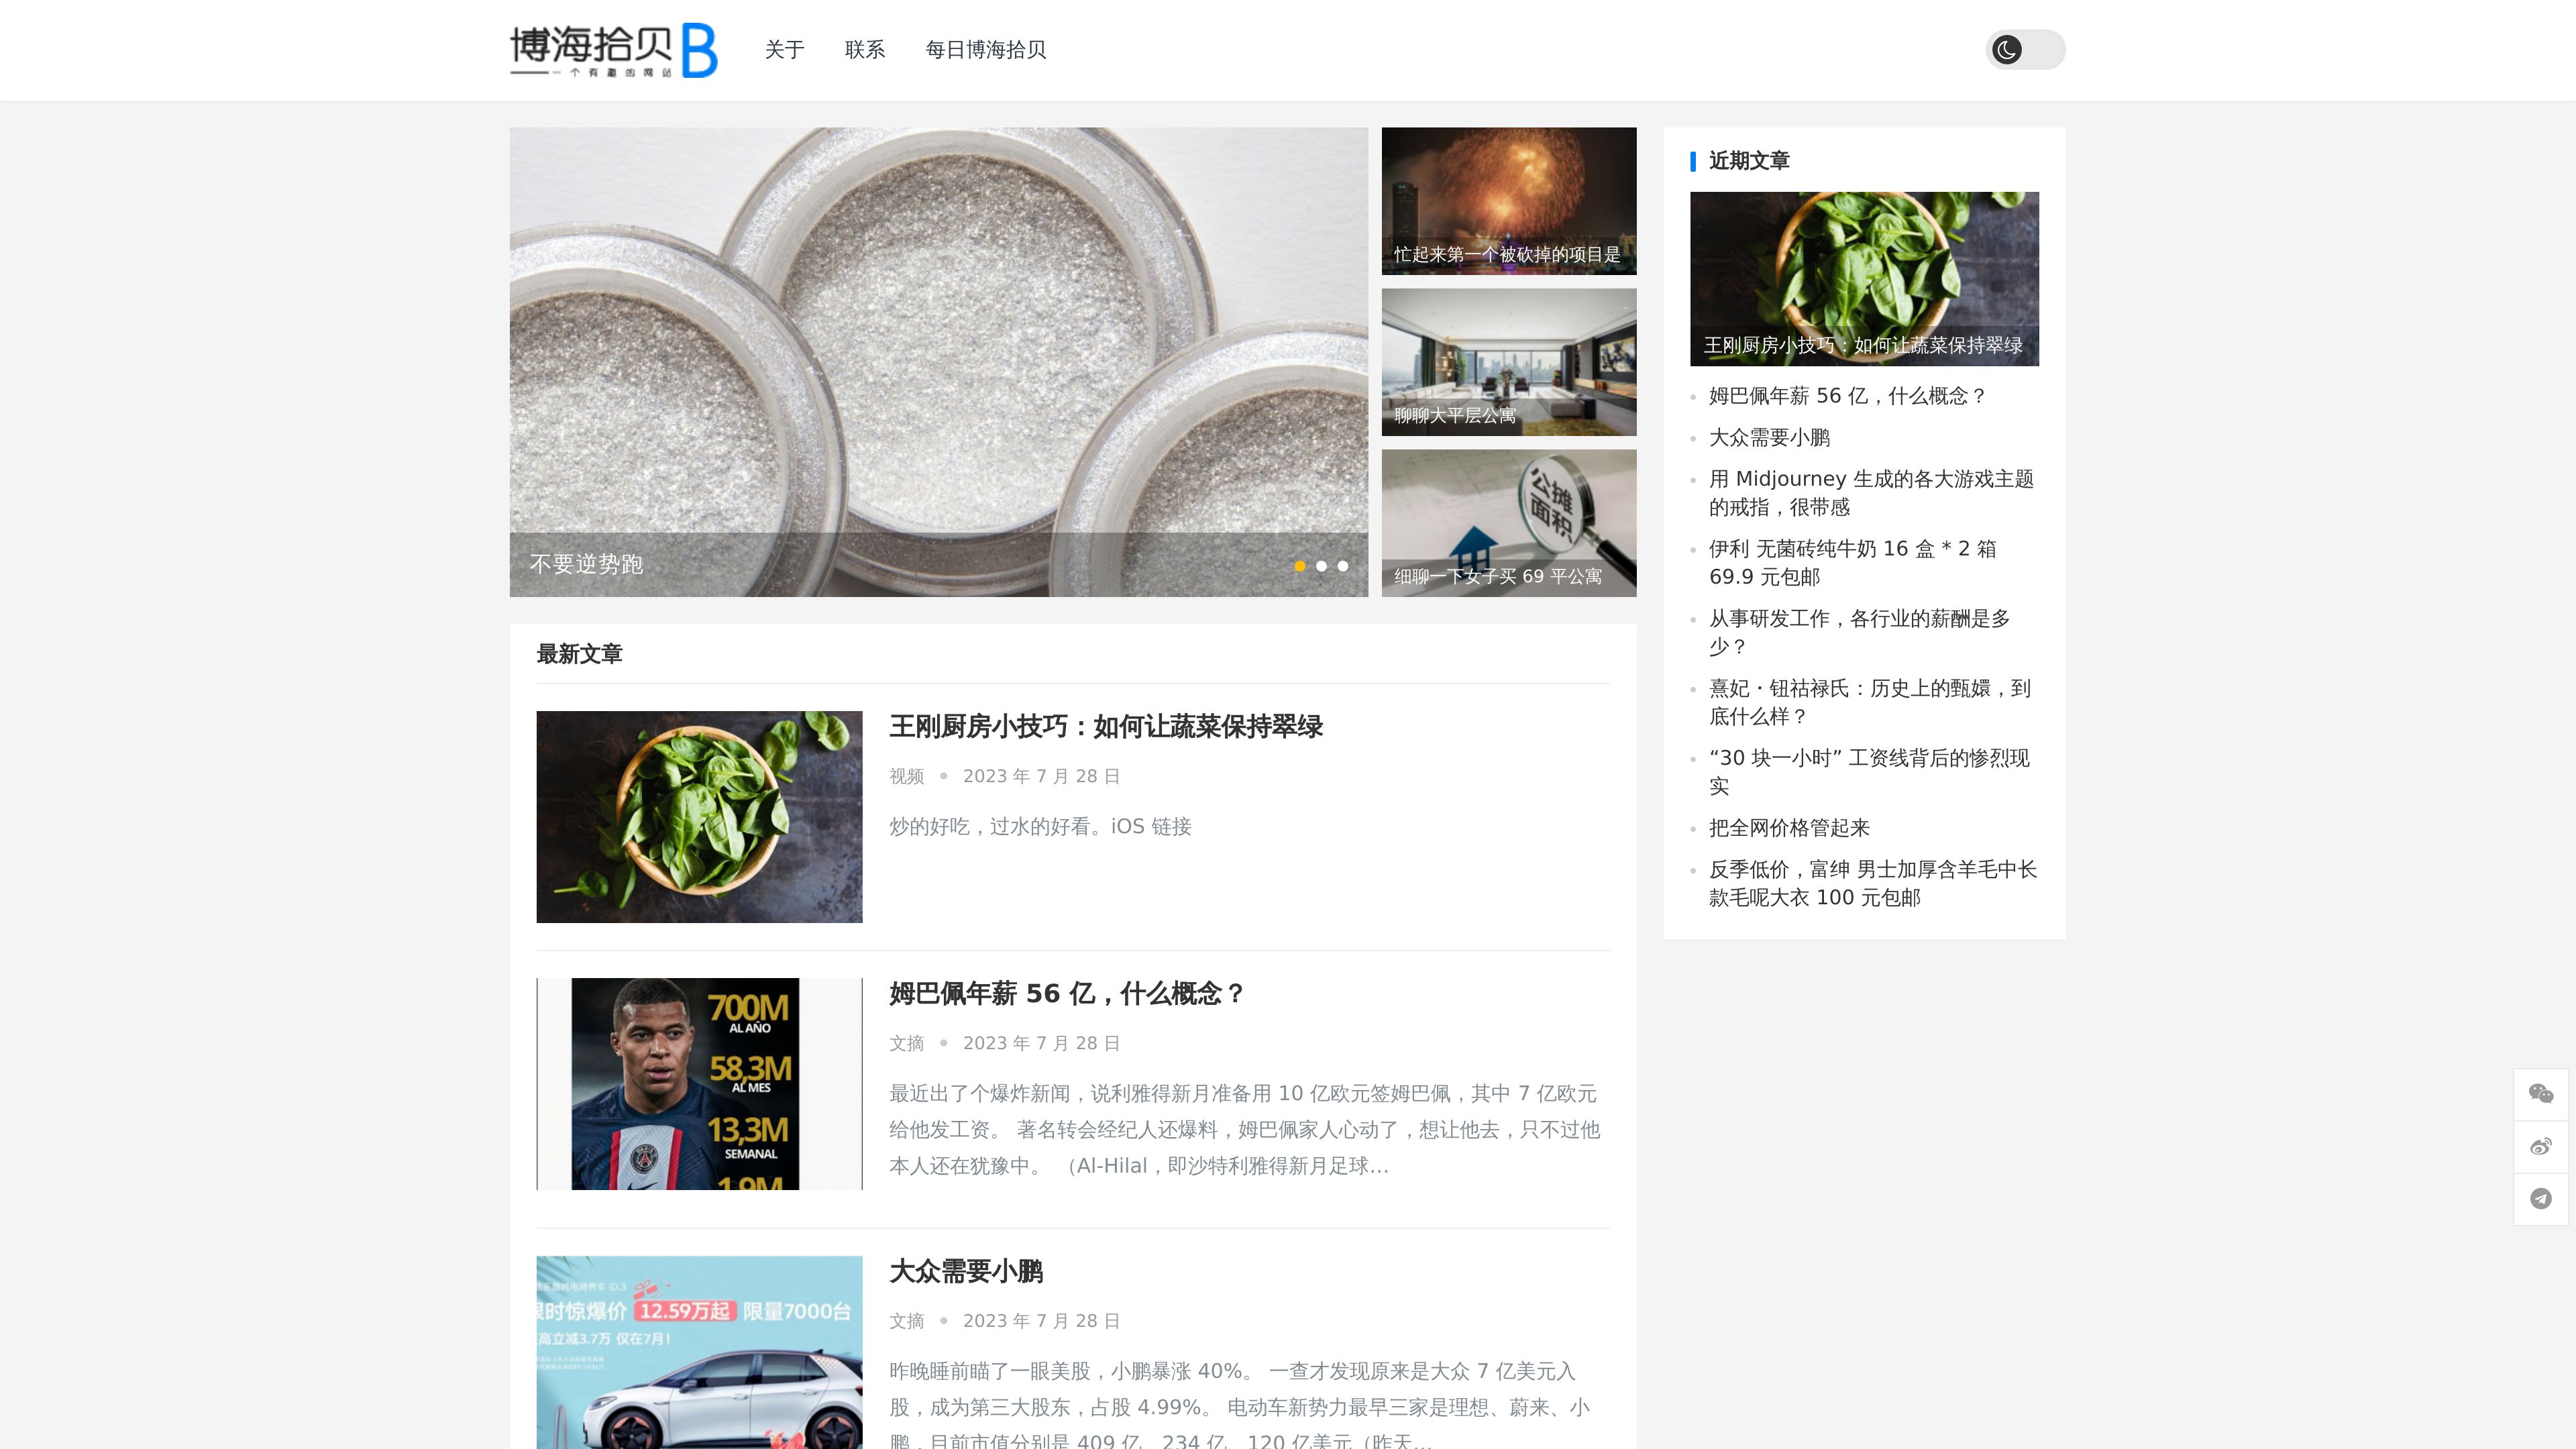 博海拾贝B
一个有趣的网站
关于
联系
每日博海拾贝
不要逆势跑
忙起来第一个被砍掉的项目是
聊聊大平层公寓
公摊
面积
细聊一下女子买 69 平公寓
近期文章
王刚厨房小技巧：如何让蔬菜保持翠绿
姆巴佩年薪 56 亿，什么概念？
大众需要小鹏
用 Midjourney 生成的各大游戏主题
的戒指，很带感
伊利 无菌砖纯牛奶 16 盒 * 2 箱
69.9 元包邮
从事研发工作，各行业的薪酬是多
少？
熹妃・钮祜禄氏：历史上的甄嬛，到
底什么样？
“30 块一小时” 工资线背后的惨烈现
实
把全网价格管起来
反季低价，富绅 男士加厚含羊毛中长
款毛呢大衣 100 元包邮
最新文章
王刚厨房小技巧：如何让蔬菜保持翠绿
视频
2023 年 7 月 28 日
炒的好吃，过水的好看。iOS 链接
700M
AL AÑO
58,3M
AL MES
13,3M
SEMANAL
1,9M
姆巴佩年薪 56 亿，什么概念？
文摘
2023 年 7 月 28 日
最近出了个爆炸新闻，说利雅得新月准备用 10 亿欧元签姆巴佩，其中 7 亿欧元
给他发工资。 著名转会经纪人还爆料，姆巴佩家人心动了，想让他去，只不过他
本人还在犹豫中。 （Al-Hilal，即沙特利雅得新月足球…
限时惊爆价 12.59万起 限量7000台
高立减3.7万 仅在7月！
大众需要小鹏
文摘
2023 年 7 月 28 日
昨晚睡前瞄了一眼美股，小鹏暴涨 40%。 一查才发现原来是大众 7 亿美元入
股，成为第三大股东，占股 4.99%。 电动车新势力最早三家是理想、蔚来、小
鹏，目前市值分别是 409 亿、234 亿、120 亿美元（昨天…